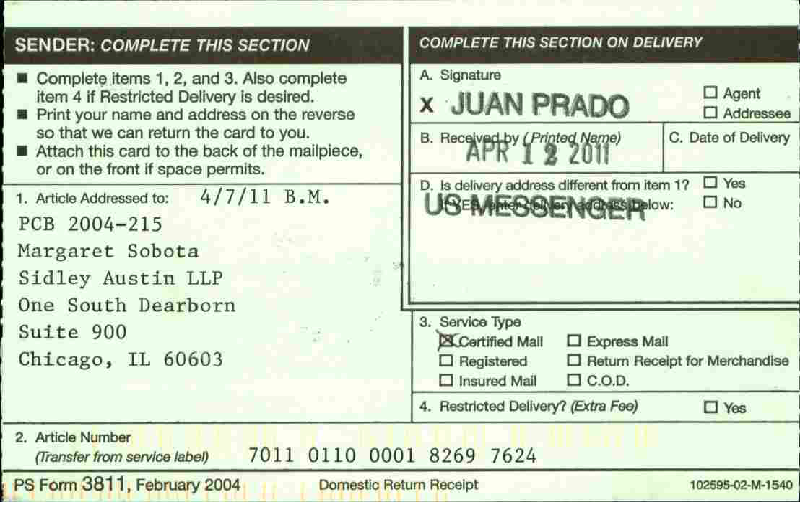 SENDER: COMPLETE THIS SECTION
■ Complete items 1, 2, and 3. Also complete
item 4 if Restricted Delivery is desired.
■ Print your name and address on the reverse
so that we can return the card to you.
■ Attach this card to the back of the mailpiece,
or on the front if space permits.
1. Article Addressed to: 4/7/11 B.M.
PCB 2004-215
Margaret Sobota
Sidley Austin LLP
One South Dearborn
Suite 900
Chicago, IL 60603
COMPLETE THIS SECTION ON DELIVERY
A. Signature
X JUAN PRADO
☐ Agent
☐ Addressee
B. Received by (Printed Name)
APR 12 2011
C. Date of Delivery
D. Is delivery address different from item 1? ☐ Yes
If YES, enter delivery address below: ☐ No
US MESSENGER
3. Service Type
☒ Certified Mail ☐ Express Mail
☐ Registered ☐ Return Receipt for Merchandise
☐ Insured Mail ☐ C.O.D.
4. Restricted Delivery? (Extra Fee) ☐ Yes
2. Article Number
(Transfer from service label) 7011 0110 0001 8269 7624
PS Form 3811, February 2004 Domestic Return Receipt 102595-02-M-1540